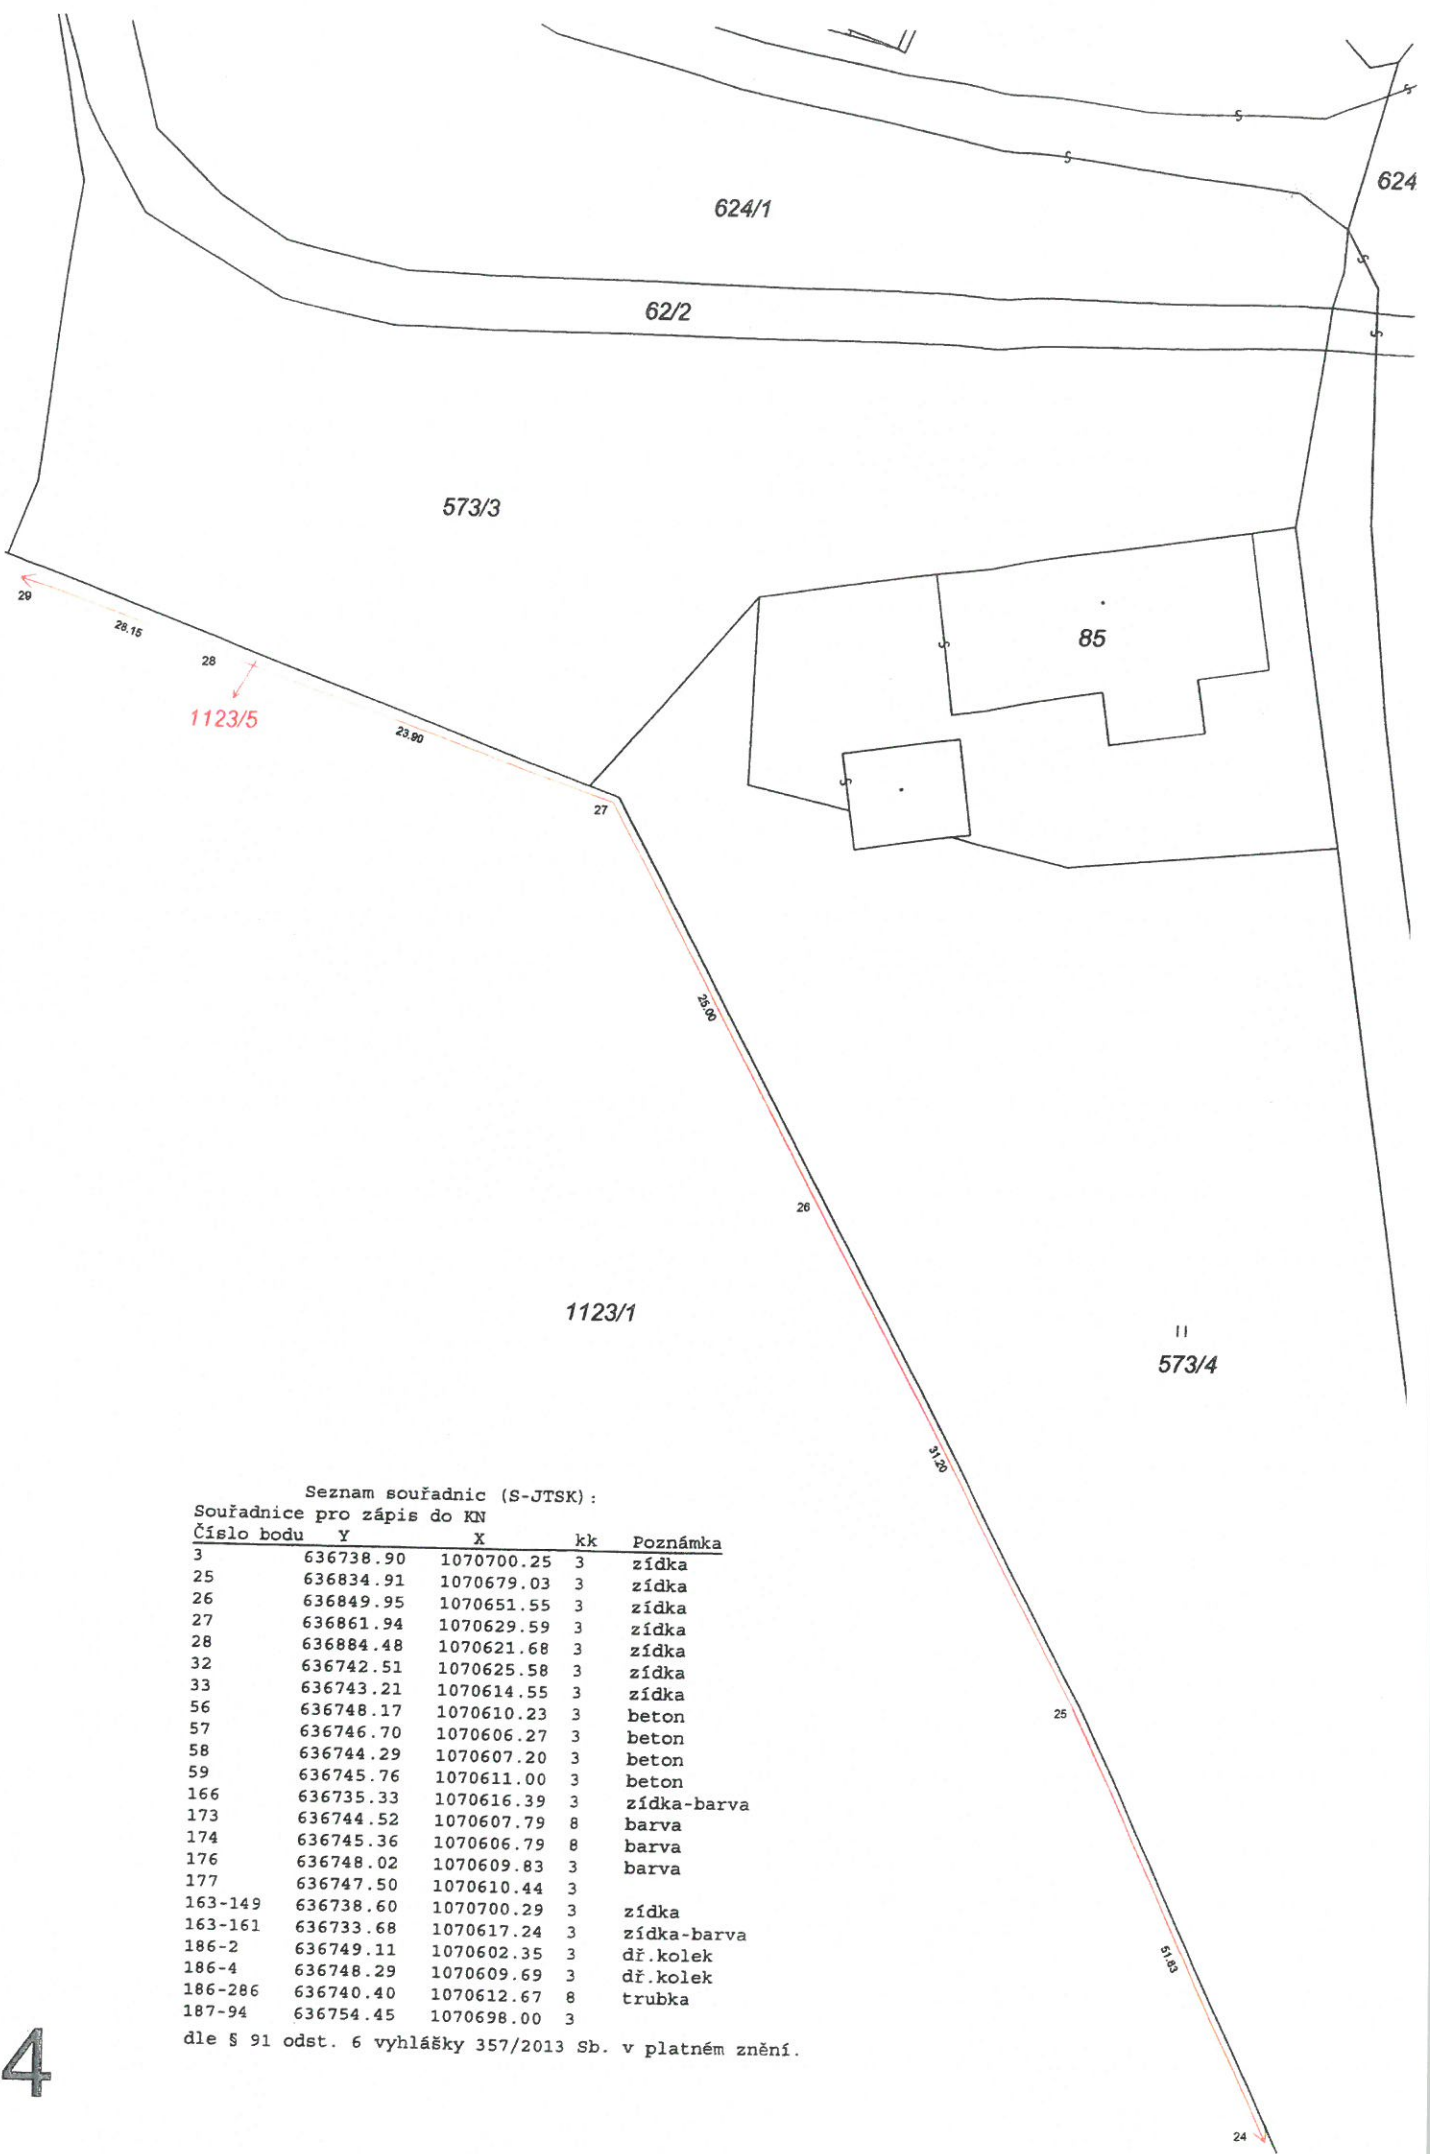 624
624/1
62/2
573/3
29
28.15
28
1123/5
23.90
85
27
25.00
26
1123/1
573/4
31.20
Seznam souřadnic (S-JTSK):
Souřadnice pro zápis do KN
Číslo bodu Y X kk Poznámka
3 636738.90 1070700.25 3 zídka
25 636834.91 1070679.03 3 zídka
26 636849.95 1070651.55 3 zídka
27 636861.94 1070629.59 3 zídka
28 636884.48 1070621.68 3 zídka
32 636742.51 1070625.58 3 zídka
33 636743.21 1070614.55 3 zídka
56 636748.17 1070610.23 3 beton
57 636746.70 1070606.27 3 beton
58 636744.29 1070607.20 3 beton
59 636745.76 1070611.00 3 beton
166 636735.33 1070616.39 3 zídka-barva
173 636744.52 1070607.79 8 barva
174 636745.36 1070606.79 8 barva
176 636748.02 1070609.83 3 barva
177 636747.50 1070610.44 3
163-149 636738.60 1070700.29 3 zídka
163-161 636733.68 1070617.24 3 zídka-barva
186-2 636749.11 1070602.35 3 dř.kolek
186-4 636748.29 1070609.69 3 dř.kolek
186-286 636740.40 1070612.67 8 trubka
187-94 636754.45 1070698.00 3
dle § 91 odst. 6 vyhlášky 357/2013 Sb. v platném znění.
25
51.83
4
24